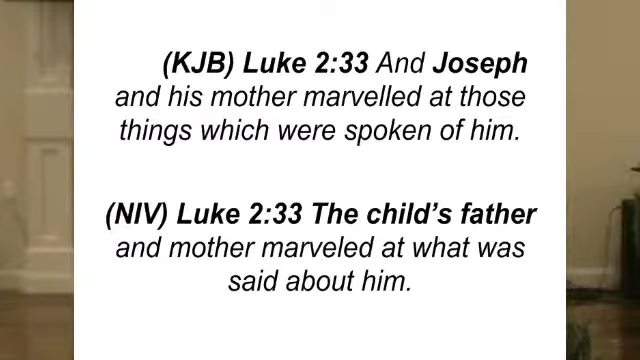 (KJB) Luke 2:33 And Joseph
and his mother marvelled at those
things which were spoken of him.
(NIV) Luke 2:33 The child's father
and mother marveled at what was
said about him.